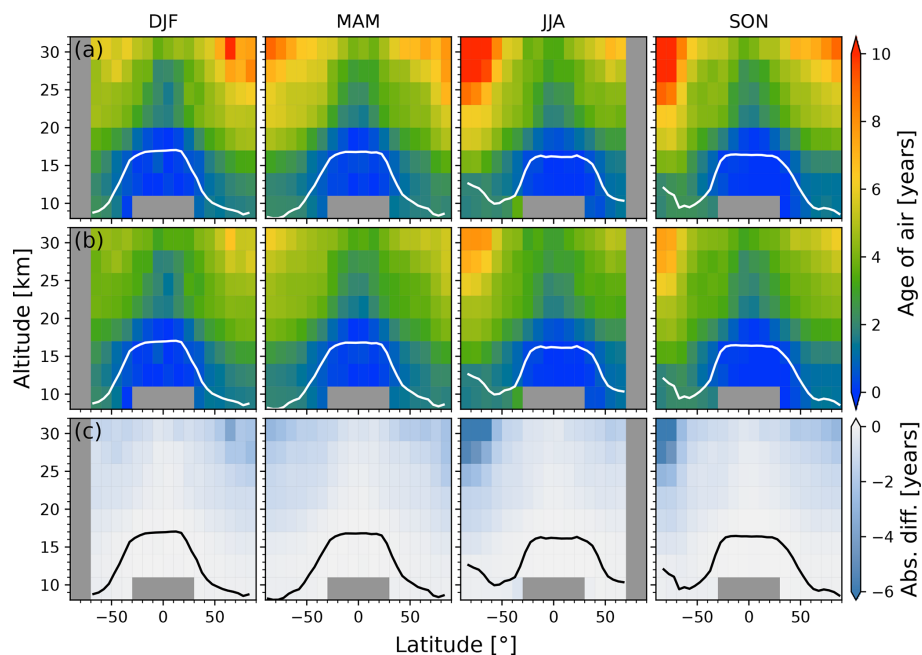 DJF MAM JJA SON
(a)
30
25
20
15
10
(b)
30
25
20
15
10
(c)
30
25
20
15
10
Altitude [km]
−50 0 50 −50 0 50 −50 0 50 −50 0 50
Latitude [°]
10
8
6
4
2
0
Age of air [years]
0
−2
−4
−6
Abs. diff. [years]